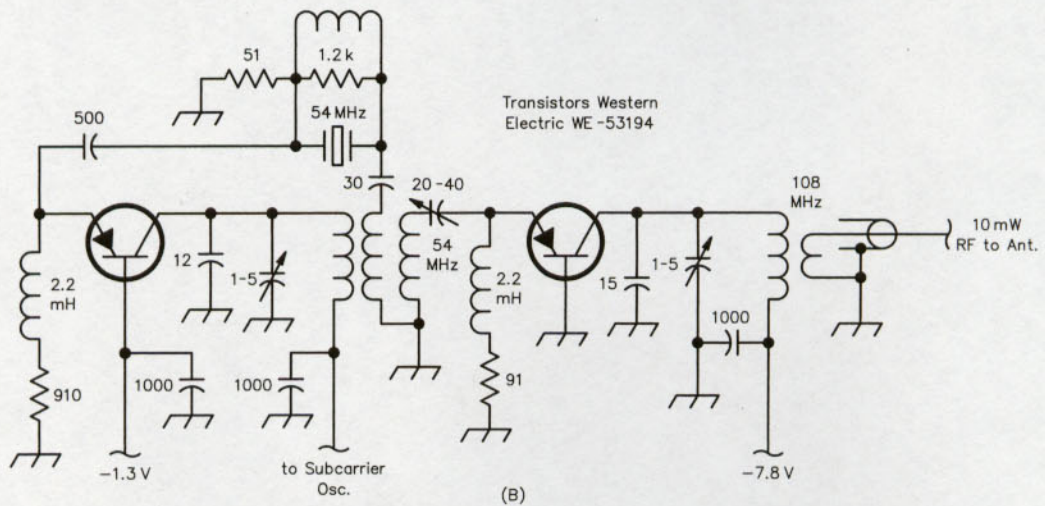 51
1.2 k
54 MHz
500
Transistors Western
Electric WE -53194
30
20 -40
108
MHz
10 mW
RF to Ant.
12
1-5
54
MHz
2.2
mH
2.2
mH
15
1-5
1000
910
1000
1000
91
-1.3 V
to Subcarrier
Osc.
-7.8 V
(B)